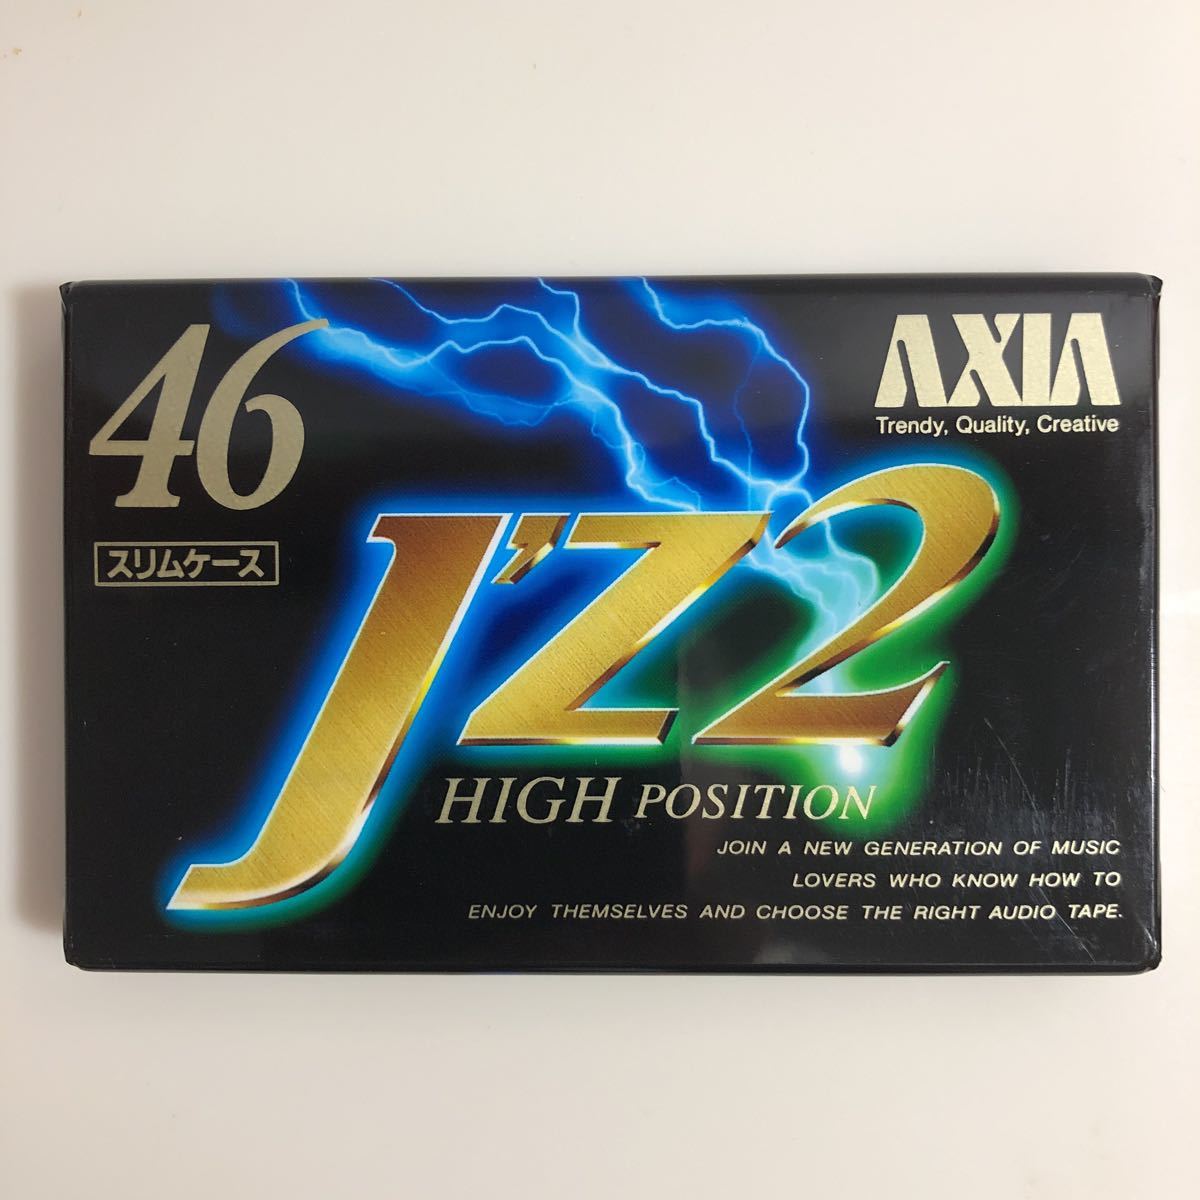 46
AXIA
Trendy, Quality, Creative
スリムケース
J'Z2
HIGH POSITION
JOIN A NEW GENERATION OF MUSIC
LOVERS WHO KNOW HOW TO
ENJOY THEMSELVES AND CHOOSE THE RIGHT AUDIO TAPE.